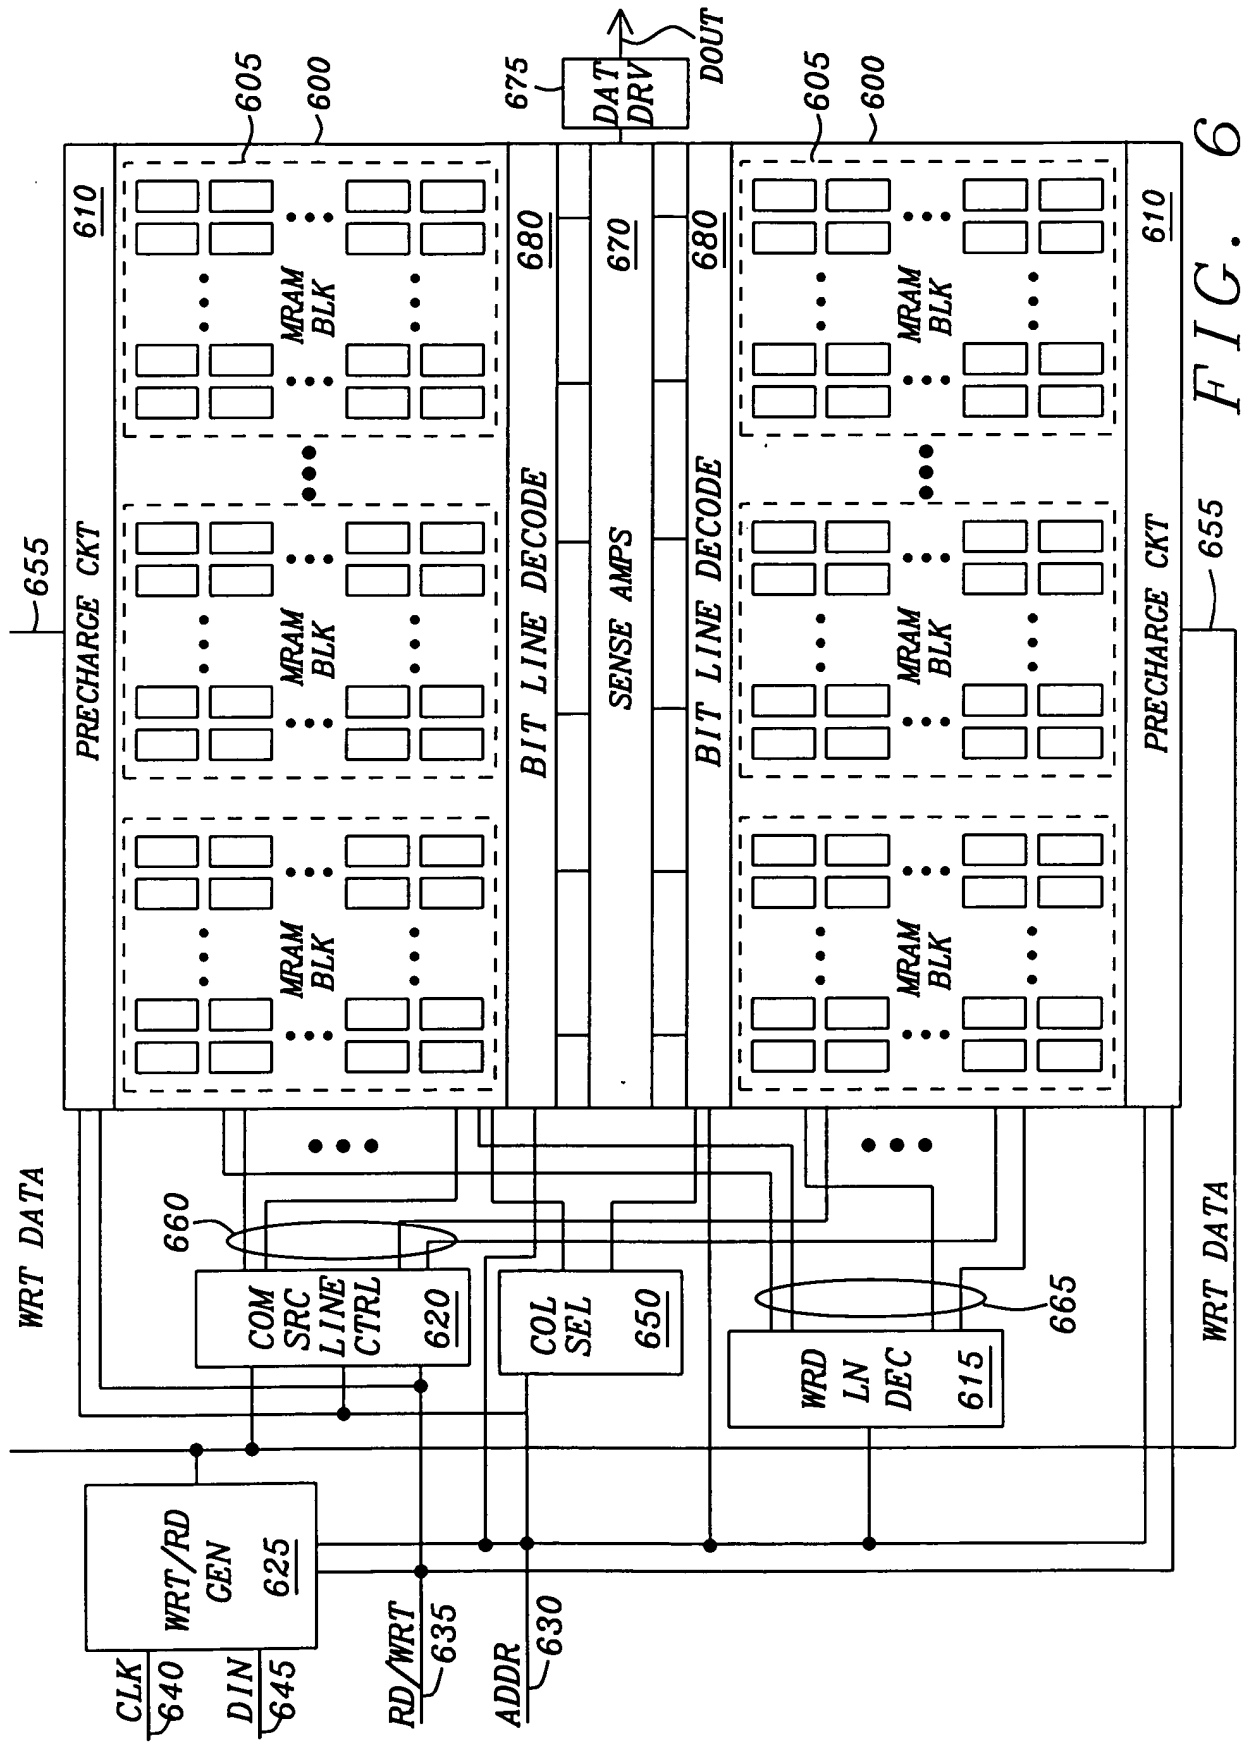 WRT DATA
655
PRECHARGE CKT
610
605
600
MRAM
BLK
MRAM
BLK
MRAM
BLK
660
BIT LINE DECODE
680
CLK
640
DIN
645
WRT/RD
GEN
625
COM
SRC
LINE
CTRL
620
RD/WRT
635
ADDR
630
COL
SEL
650
SENSE AMPS
670
675
DAT
DRV
DOUT
BIT LINE DECODE
680
WRD
LN
DEC
615
665
MRAM
BLK
MRAM
BLK
MRAM
BLK
605
600
PRECHARGE CKT
610
WRT DATA
655
FIG. 6